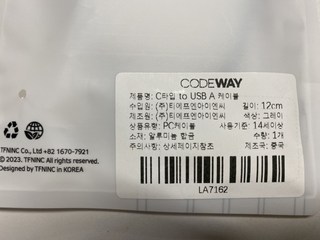 CODEWAY
제품명: C타입 to USB A 케이블
수입원: (주)티에프엔아이엔씨 길이: 12cm
제조원: (주)티에프엔아이엔씨 색상: 그레이
상품유형: PC케이블 사용기준: 14세이상
소재: 알루미늄 합금 수량: 1개
주의사항: 상세페이지참조 제조국: 중국
LA7162
TFNINC Co., Ltd +82 1670-7921
© 2023. TFNINC All rights reserved.
Designed by TFNINC in KOREA